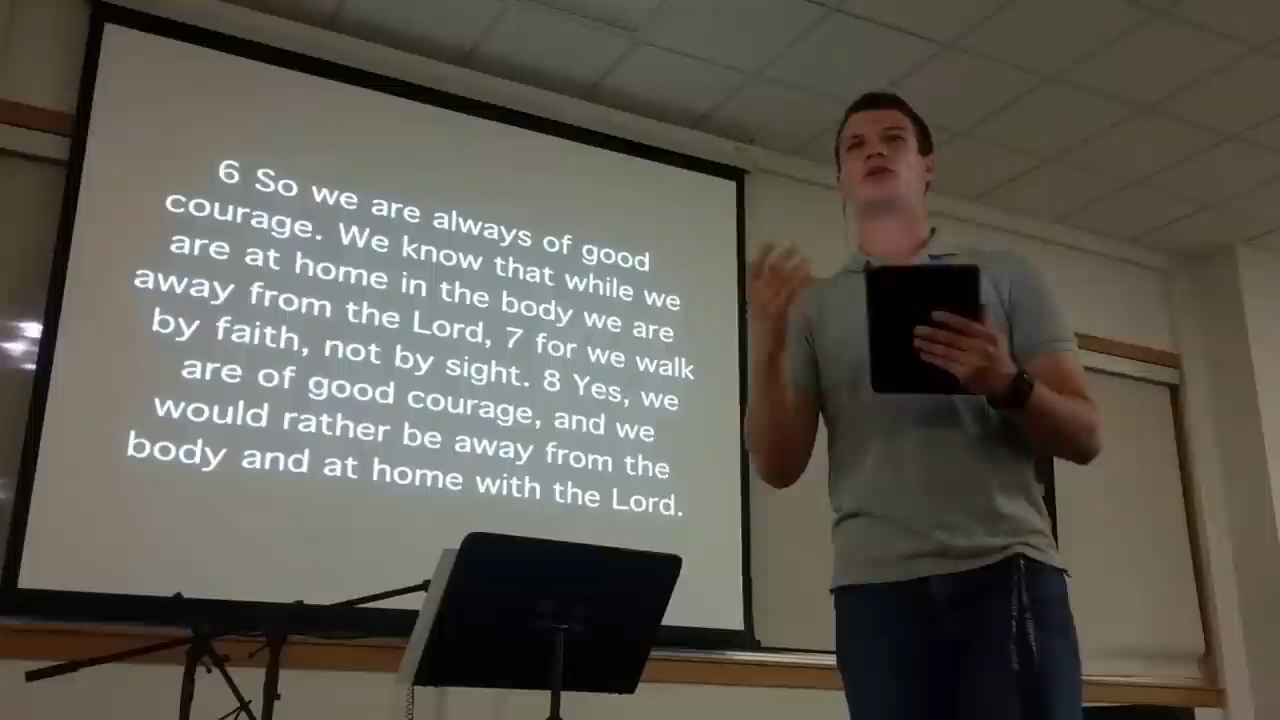 6 So we are always of good
courage. We know that while we
are at home in the body we are
away from the Lord, 7 for we walk
by faith, not by sight. 8 Yes, we
are of good courage, and we
would rather be away from the
body and at home with the Lord.